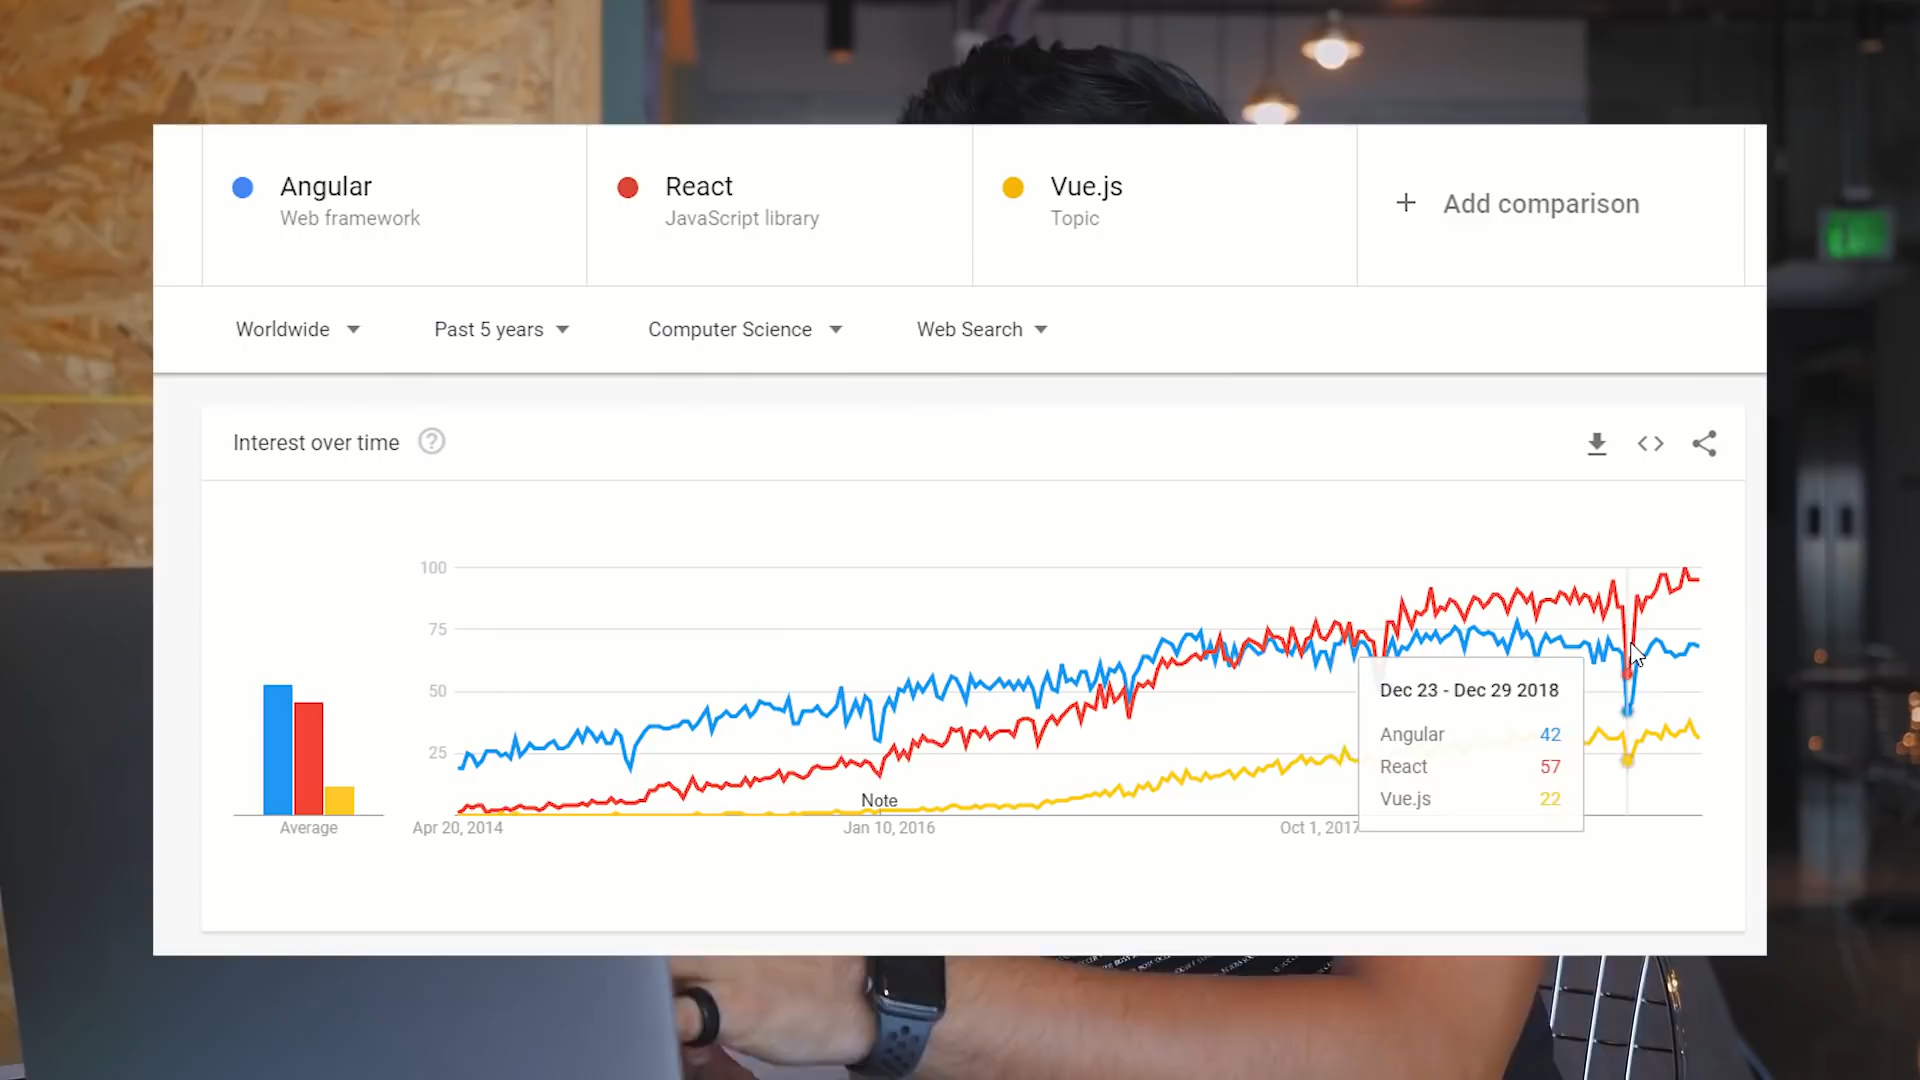 Angular
Web framework
React
JavaScript library
Vue.js
Topic
+ Add comparison
Worldwide
Past 5 years
Computer Science
Web Search
Interest over time
100
75
50
25
Average
Note
Apr 20, 2014
Jan 10, 2016
Oct 1, 2017
Dec 23 - Dec 29 2018
Angular 42
React 57
Vue.js 22